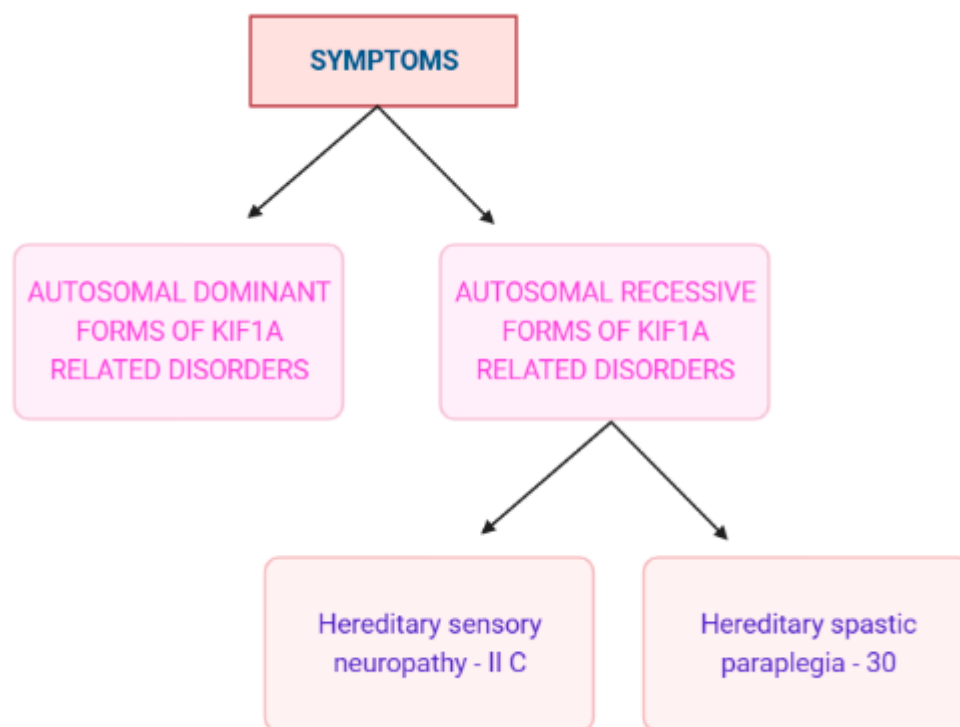 SYMPTOMS
AUTOSOMAL DOMINANT
FORMS OF KIF1A
RELATED DISORDERS
AUTOSOMAL RECESSIVE
FORMS OF KIF1A
RELATED DISORDERS
Hereditary sensory
neuropathy - II C
Hereditary spastic
paraplegia - 30